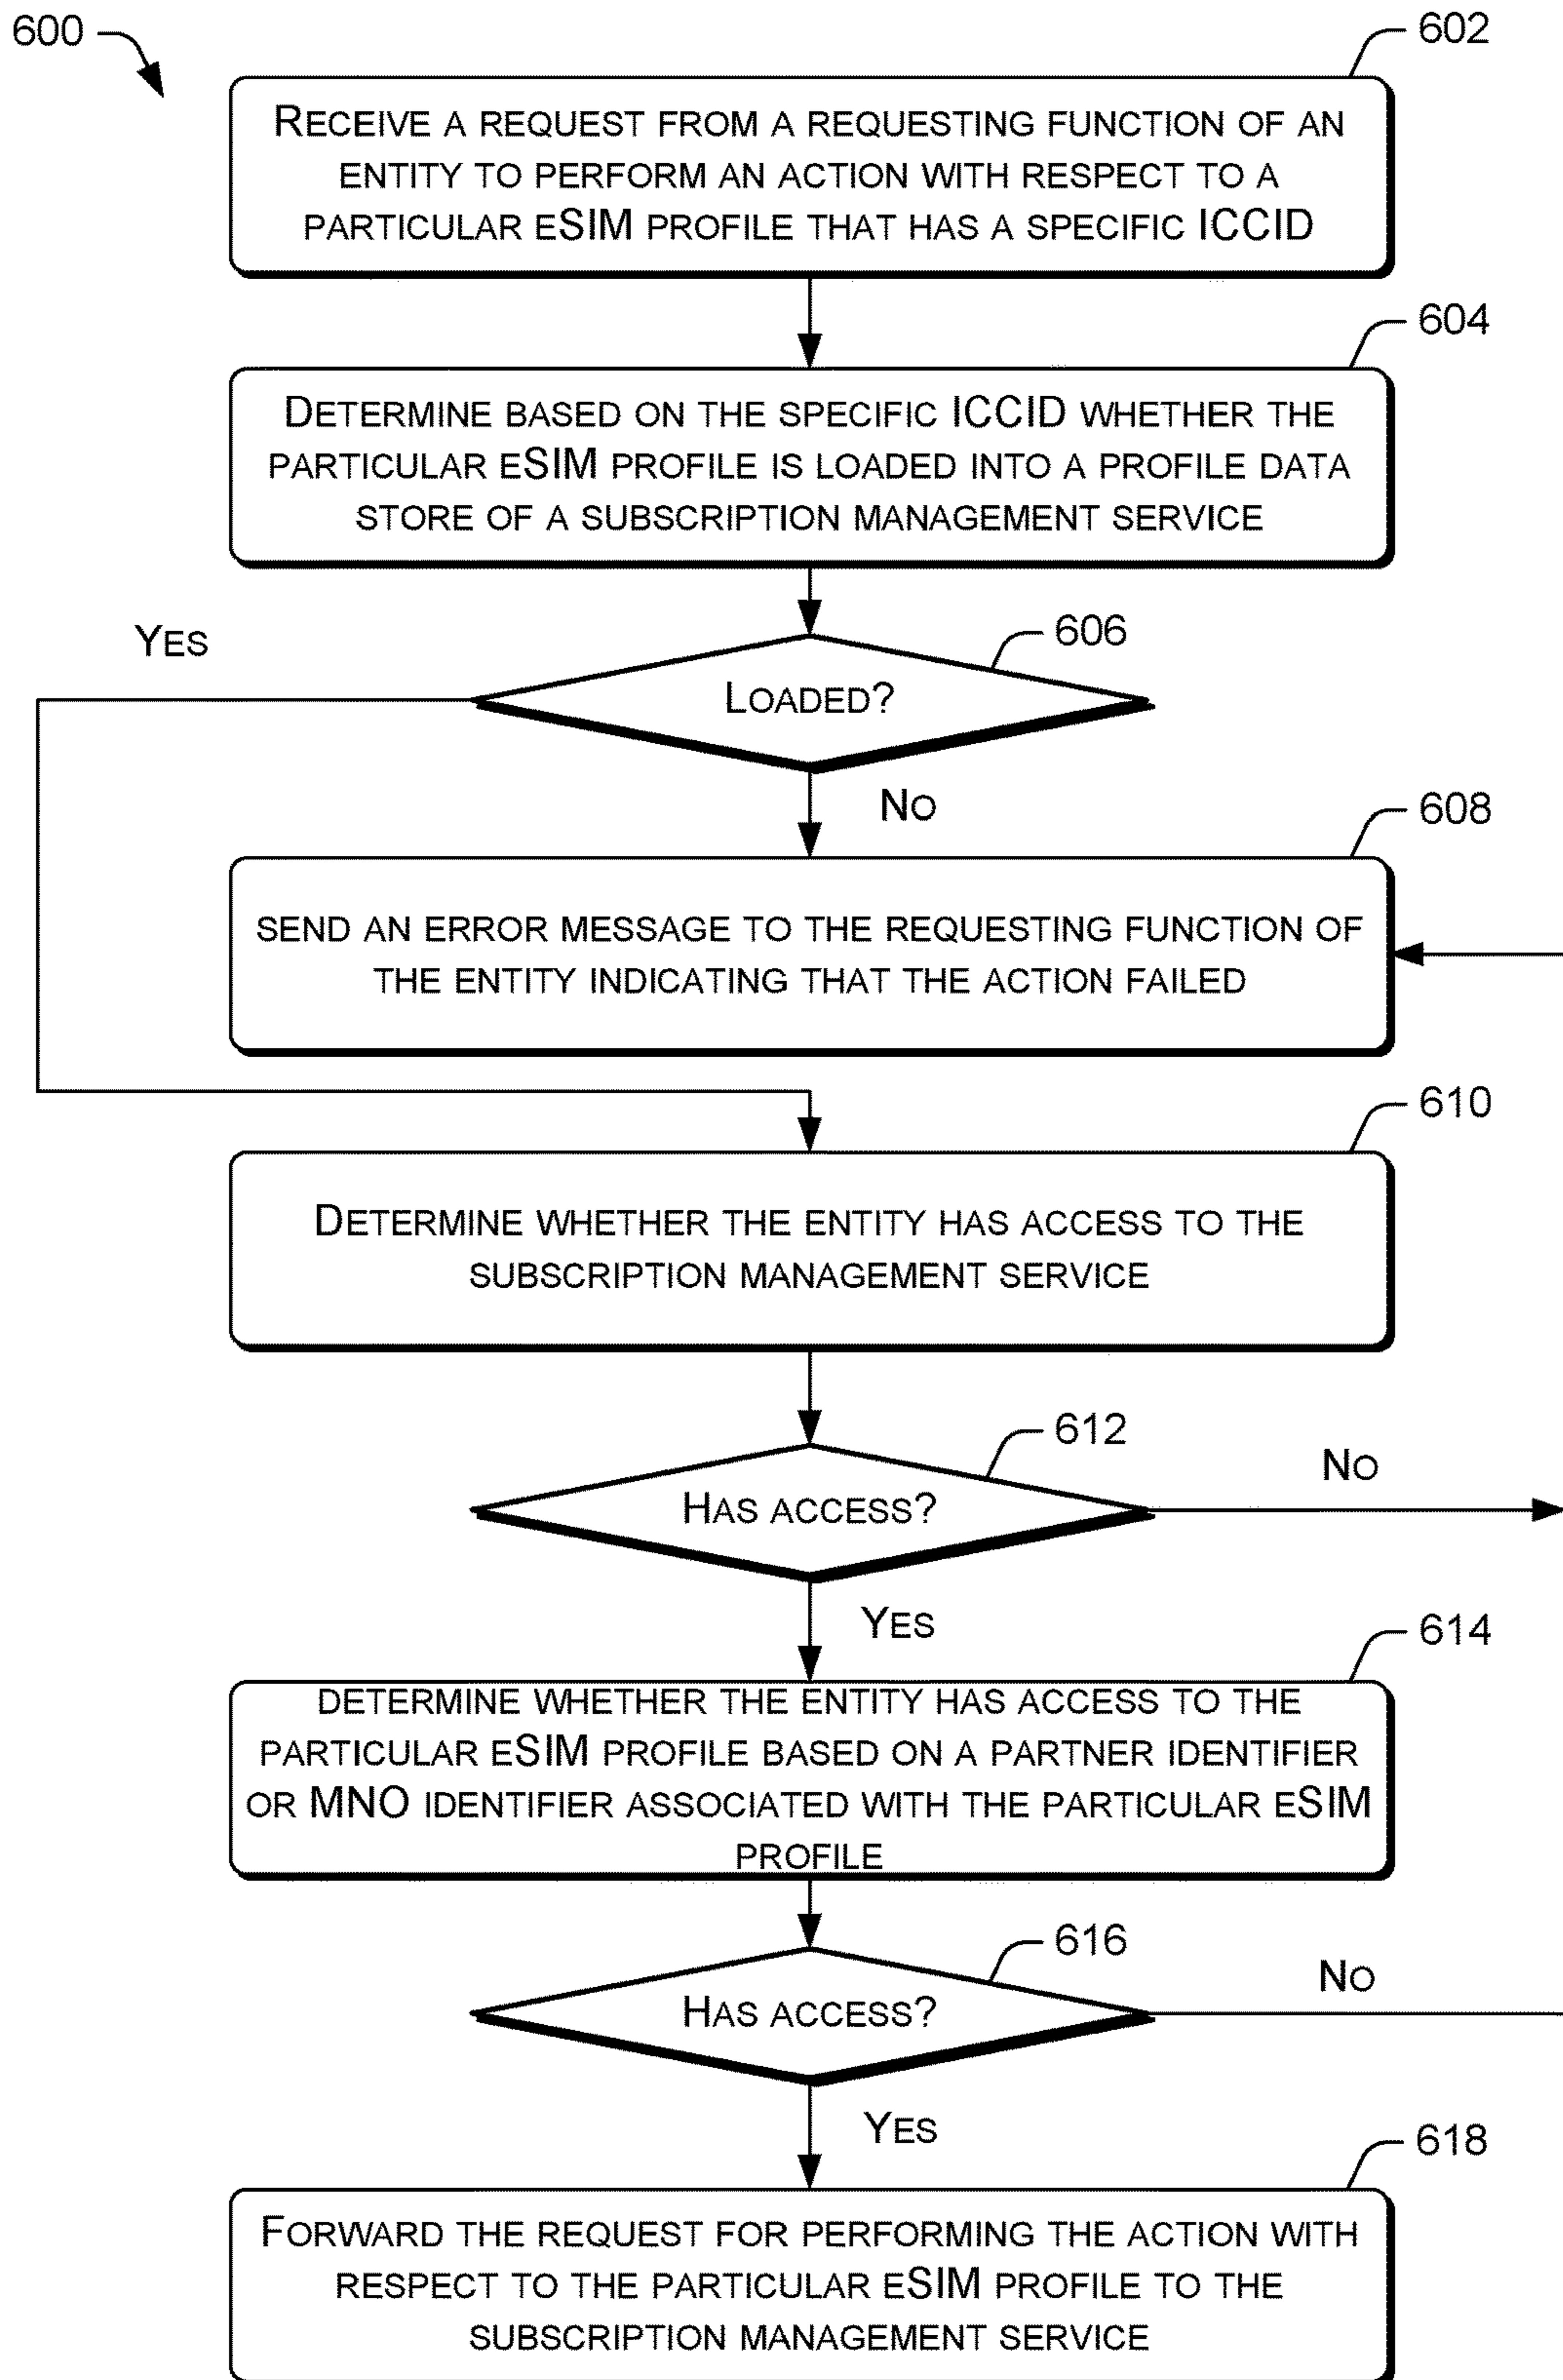 600
602
RECEIVE A REQUEST FROM A REQUESTING FUNCTION OF AN
ENTITY TO PERFORM AN ACTION WITH RESPECT TO A
PARTICULAR ESIM PROFILE THAT HAS A SPECIFIC ICCID
604
DETERMINE BASED ON THE SPECIFIC ICCID WHETHER THE
PARTICULAR ESIM PROFILE IS LOADED INTO A PROFILE DATA
STORE OF A SUBSCRIPTION MANAGEMENT SERVICE
YES
606
LOADED?
NO
608
SEND AN ERROR MESSAGE TO THE REQUESTING FUNCTION OF
THE ENTITY INDICATING THAT THE ACTION FAILED
610
DETERMINE WHETHER THE ENTITY HAS ACCESS TO THE
SUBSCRIPTION MANAGEMENT SERVICE
612
NO
HAS ACCESS?
YES
614
DETERMINE WHETHER THE ENTITY HAS ACCESS TO THE
PARTICULAR ESIM PROFILE BASED ON A PARTNER IDENTIFIER
OR MNO IDENTIFIER ASSOCIATED WITH THE PARTICULAR ESIM
PROFILE
616
NO
HAS ACCESS?
YES
618
FORWARD THE REQUEST FOR PERFORMING THE ACTION WITH
RESPECT TO THE PARTICULAR ESIM PROFILE TO THE
SUBSCRIPTION MANAGEMENT SERVICE